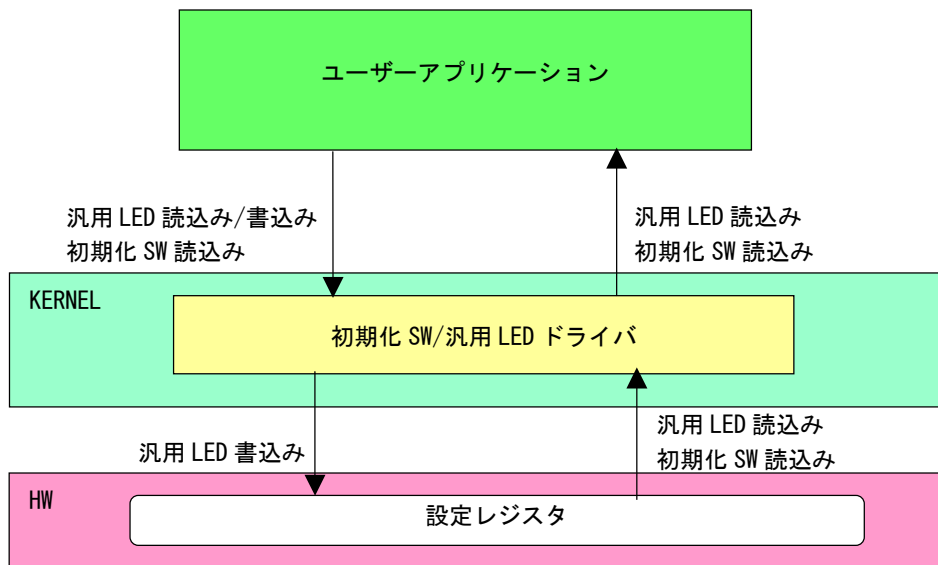 ユーザーアプリケーション
汎用 LED 読込み/書込み
初期化 SW 読込み
汎用 LED 読込み
初期化 SW 読込み
KERNEL
初期化 SW/汎用 LED ドライバ
汎用 LED 書込み
汎用 LED 読込み
初期化 SW 読込み
HW
設定レジスタ